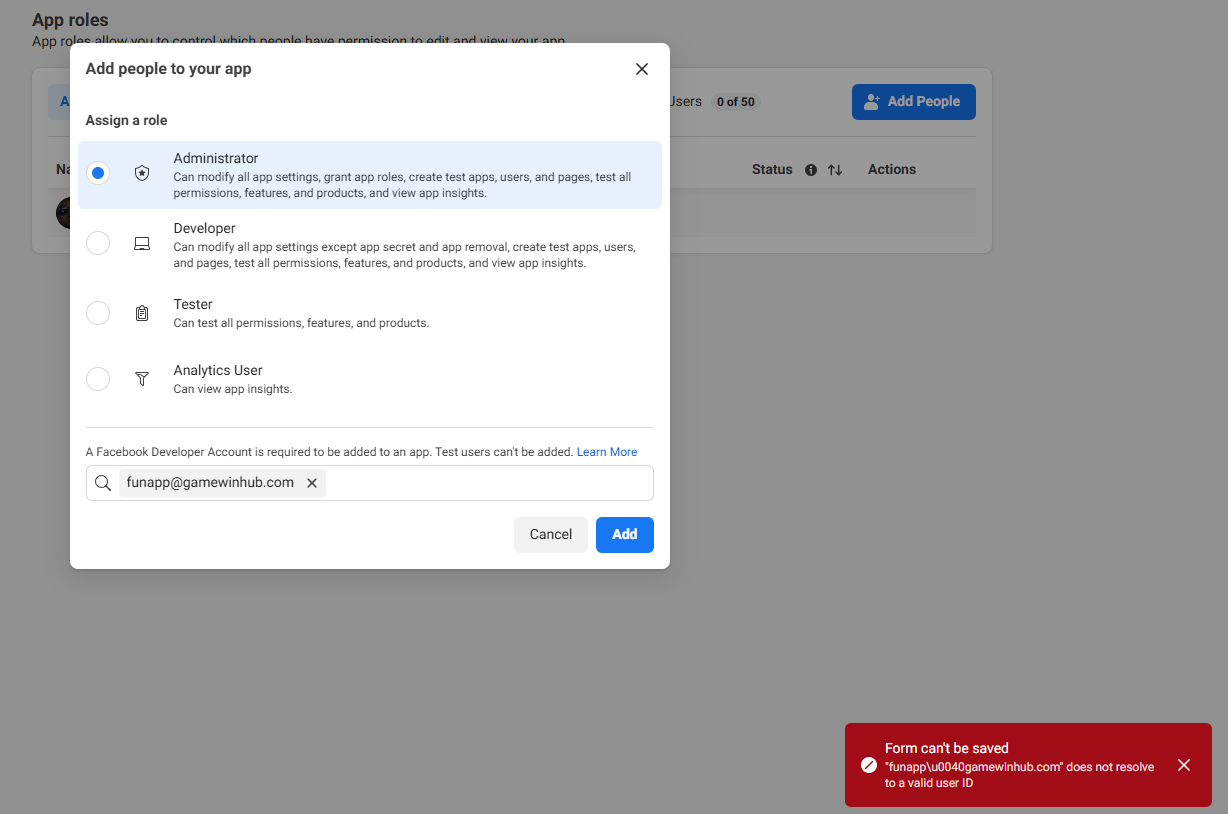 App roles
App roles allow you to control which people have permission to edit and view your app.
Add people to your app
Users 0 of 50
Add People
Assign a role
Status
Actions
Administrator
Can modify all app settings, grant app roles, create test apps, users, and pages, test all
permissions, features, and products, and view app insights.
Developer
Can modify all app settings except app secret and app removal, create test apps, users,
and pages, test all permissions, features, and products, and view app insights.
Tester
Can test all permissions, features, and products.
Analytics User
Can view app insights.
A Facebook Developer Account is required to be added to an app. Test users can't be added. Learn More
funapp@gamewinhub.com
Cancel
Add
Form can't be saved
"funapp\u0040gamewinhub.com" does not resolve
to a valid user ID